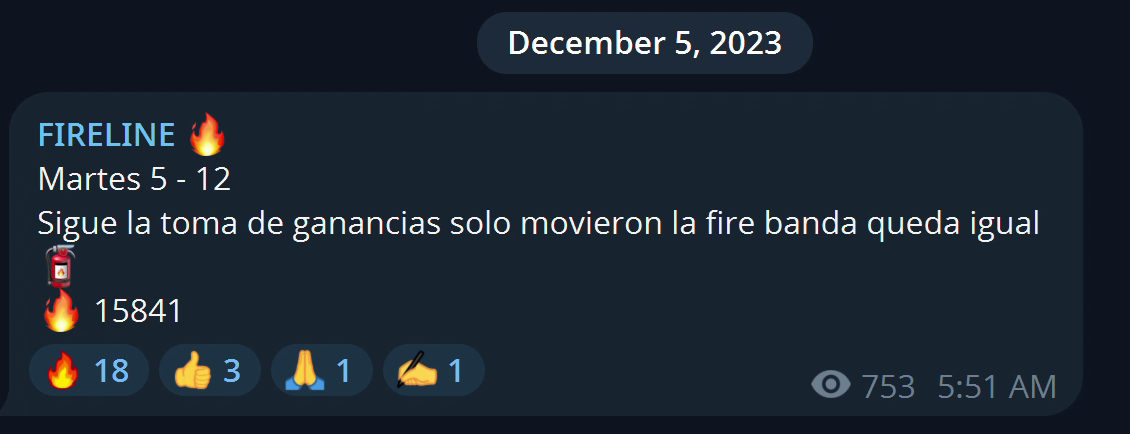 December 5, 2023
FIRELINE 🔥
Martes 5 - 12
Sigue la toma de ganancias solo movieron la fire banda queda igual
🧯
🔥 15841
🔥 18 👍 3 🙏 1 ✍️ 1
753 5:51 AM